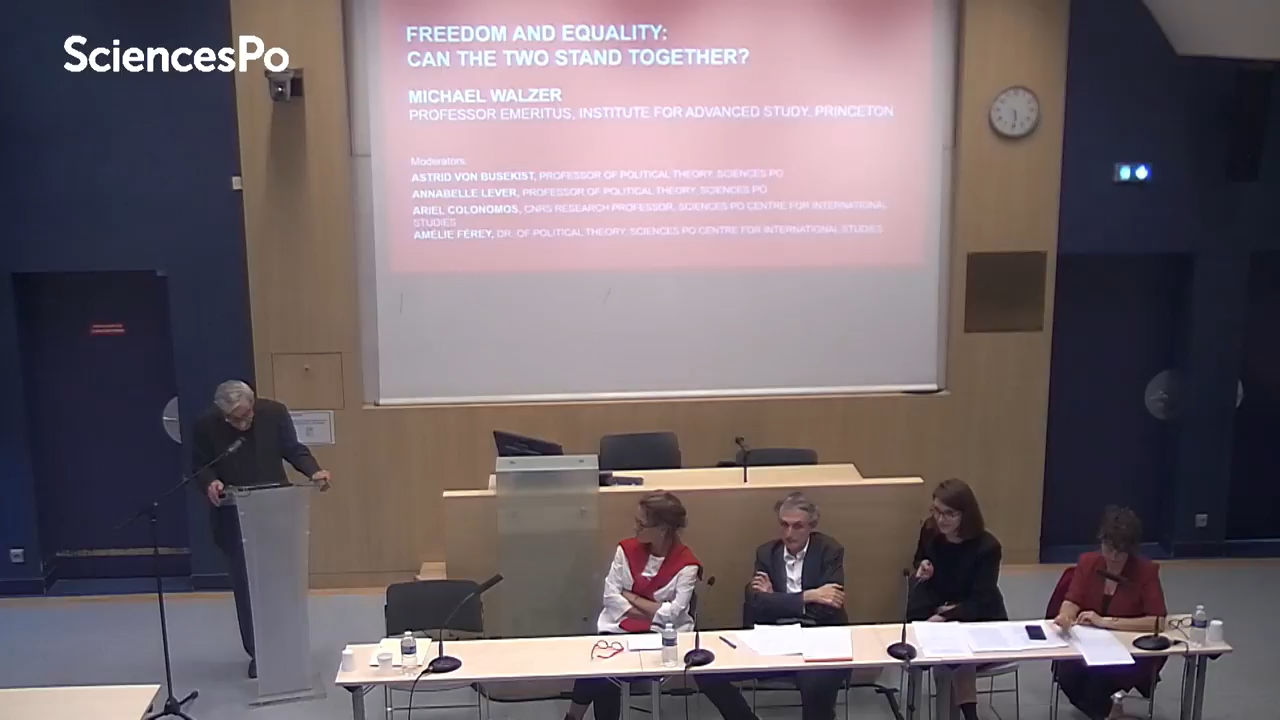 SciencesPo
FREEDOM AND EQUALITY:
CAN THE TWO STAND TOGETHER?
MICHAEL WALZER
PROFESSOR EMERITUS, INSTITUTE FOR ADVANCED STUDY, PRINCETON
Moderators:
ASTRID VON BUSEKIST, PROFESSOR OF POLITICAL THEORY, SCIENCES PO
ANNABELLE LEVER, PROFESSOR OF POLITICAL THEORY, SCIENCES PO
ARIEL COLONOMOS, CNRS RESEARCH PROFESSOR, SCIENCES PO CENTRE FOR INTERNATIONAL
STUDIES
AMÉLIE FÉREY, DR. OF POLITICAL THEORY, SCIENCES PO CENTRE FOR INTERNATIONAL STUDIES